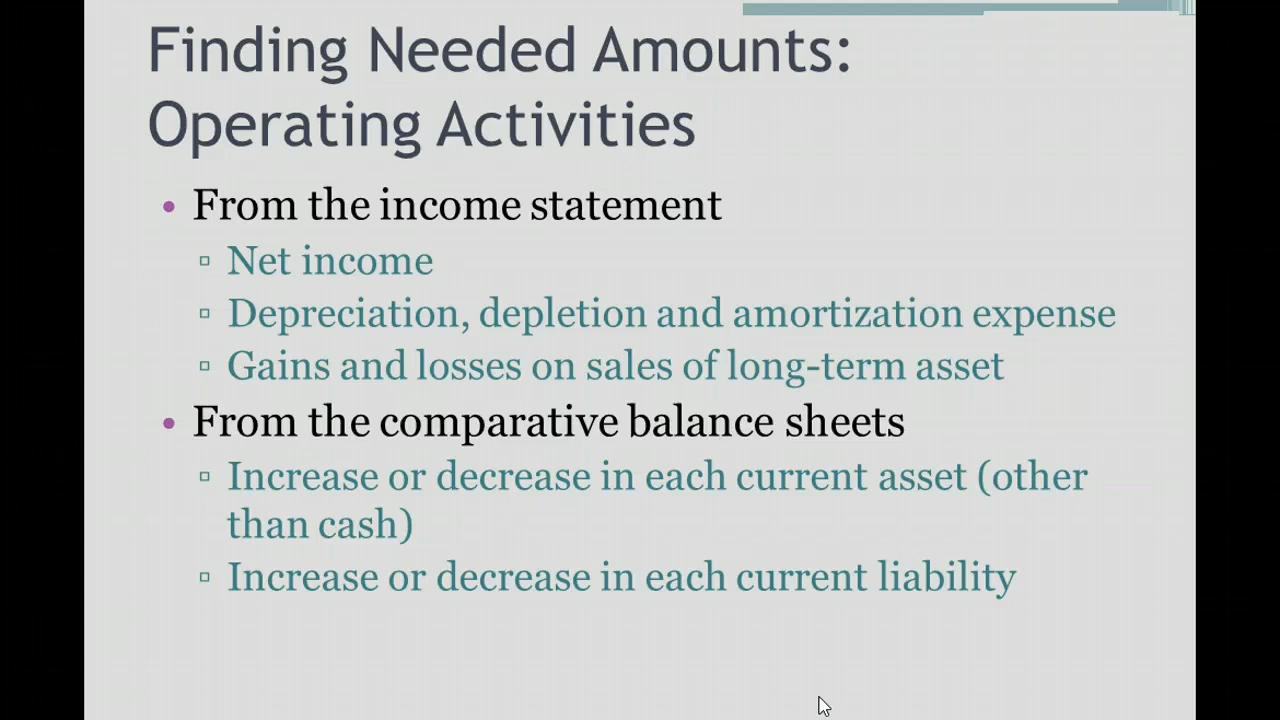 Finding Needed Amounts:
Operating Activities
• From the income statement
▫ Net income
▫ Depreciation, depletion and amortization expense
▫ Gains and losses on sales of long-term asset
• From the comparative balance sheets
▫ Increase or decrease in each current asset (other
than cash)
▫ Increase or decrease in each current liability